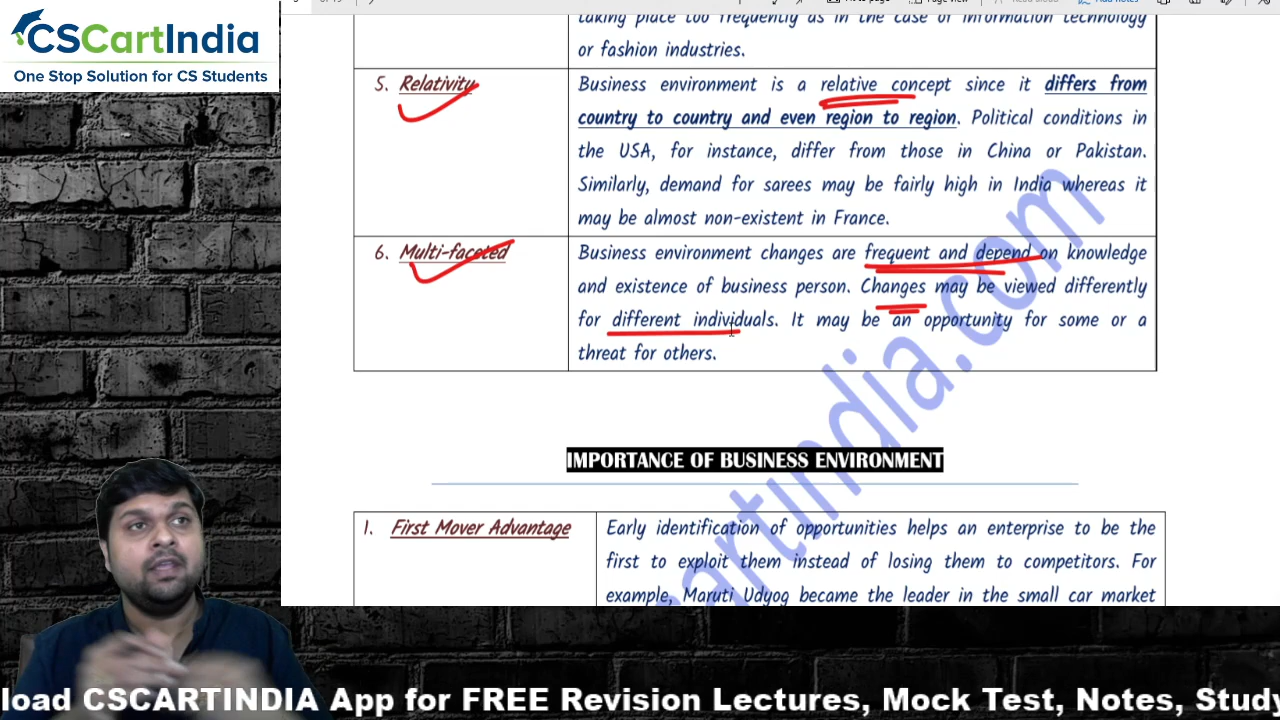 CSCartIndia
One Stop Solution for CS Students
taking place too frequently as in the case of information technology
or fashion industries.
5. Relativity
Business environment is a relative concept since it differs from
country to country and even region to region. Political conditions in
the USA, for instance, differ from those in China or Pakistan.
Similarly, demand for sarees may be fairly high in India whereas it
may be almost non-existent in France.
6. Multi-faceted
Business environment changes are frequent and depend on knowledge
and existence of business person. Changes may be viewed differently
for different individuals. It may be an opportunity for some or a
threat for others.
IMPORTANCE OF BUSINESS ENVIRONMENT
1. First Mover Advantage
Early identification of opportunities helps an enterprise to be the
first to exploit them instead of losing them to competitors. For
example, Maruti Udyog became the leader in the small car market
cartindia.com
load CSCARTINDIA App for FREE Revision Lectures, Mock Test, Notes, Study